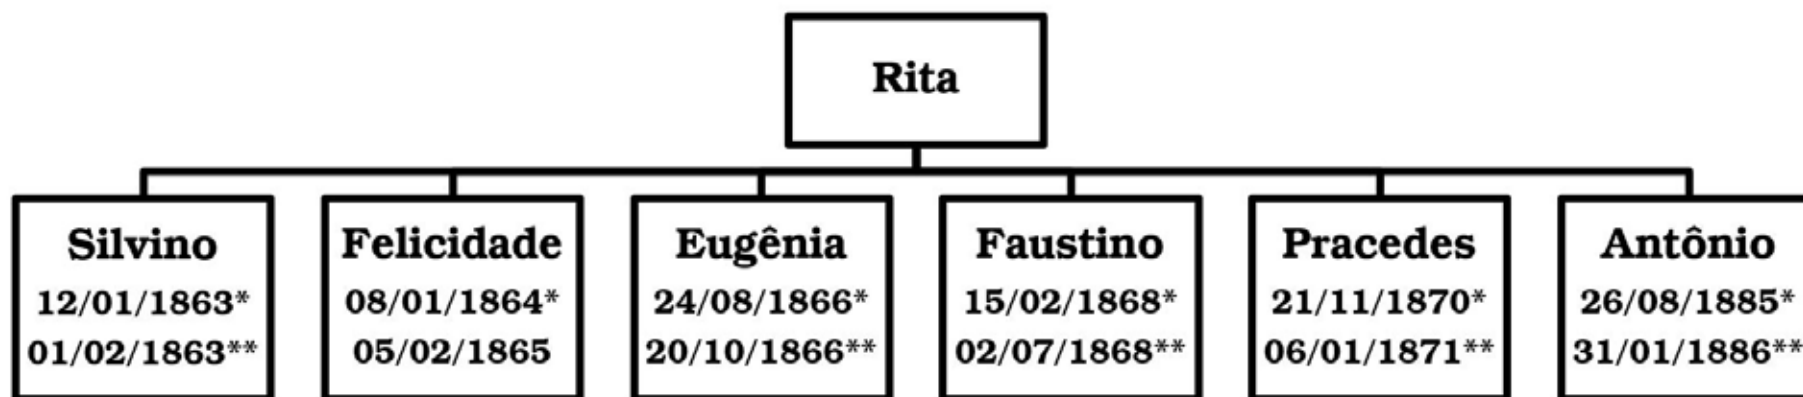 Rita
Silvino
12/01/1863*
01/02/1863**
Felicidade
08/01/1864*
05/02/1865
Eugênia
24/08/1866*
20/10/1866**
Faustino
15/02/1868*
02/07/1868**
Pracedes
21/11/1870*
06/01/1871**
Antônio
26/08/1885*
31/01/1886**